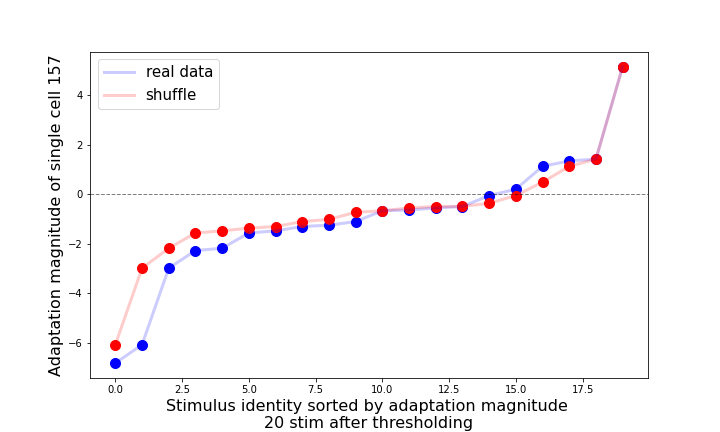 real data
shuffle
Adaptation magnitude of single cell 157
4
2
0
−2
−4
−6
0.0 2.5 5.0 7.5 10.0 12.5 15.0 17.5
Stimulus identity sorted by adaptation magnitude
20 stim after thresholding